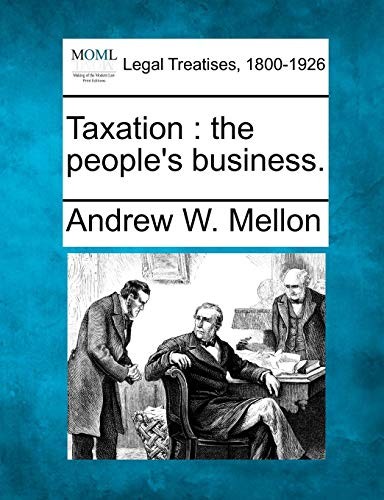 MOML
Legal Treatises, 1800-1926
Making of the Modern Law
Print Editions
Taxation : the
people's business.
Andrew W. Mellon